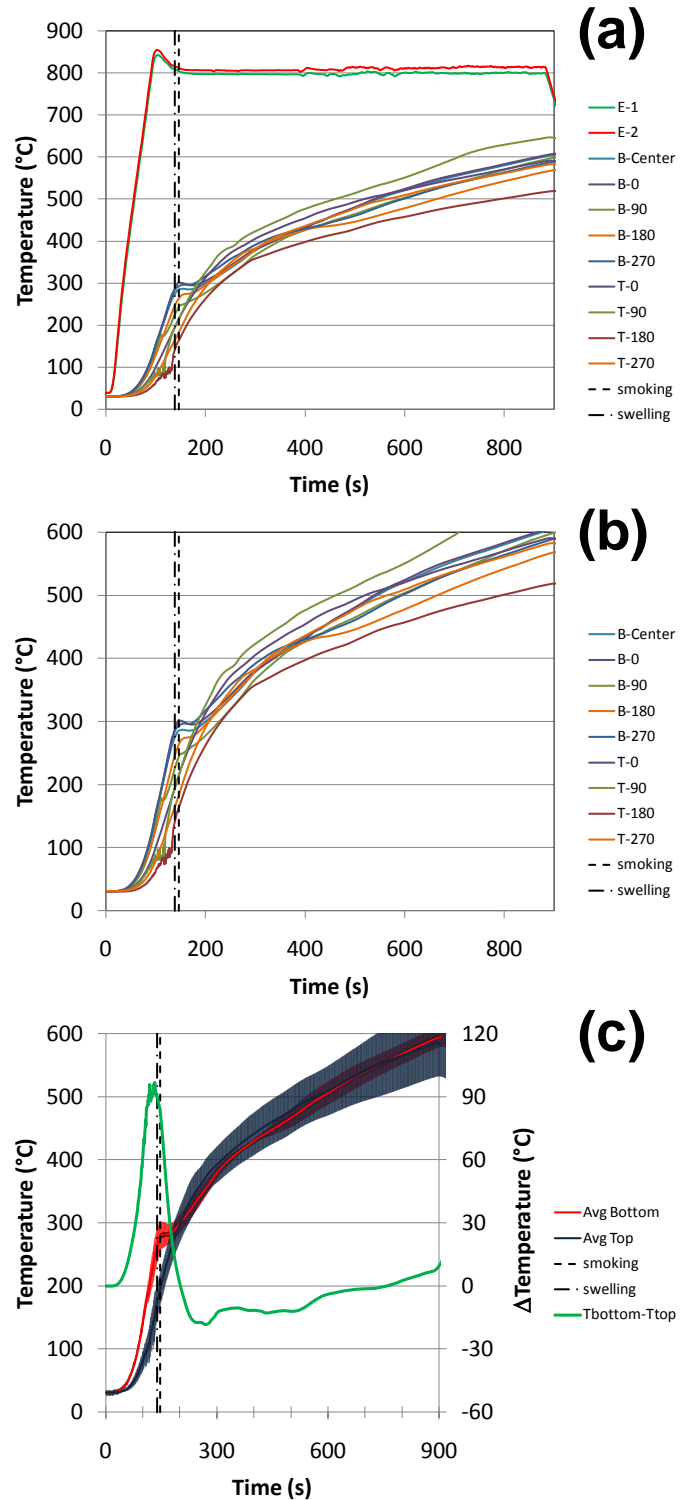 (a)
900
800
700
600
500
400
300
200
100
0
Temperature (°C)
0 200 400 600 800
Time (s)
E-1
E-2
B-Center
B-0
B-90
B-180
B-270
T-0
T-90
T-180
T-270
smoking
swelling
(b)
600
500
400
300
200
100
0
Temperature (°C)
0 200 400 600 800
Time (s)
B-Center
B-0
B-90
B-180
B-270
T-0
T-90
T-180
T-270
smoking
swelling
(c)
600
500
400
300
200
100
0
Temperature (°C)
120
90
60
30
0
-30
-60
ΔTemperature (°C)
0 300 600 900
Time (s)
Avg Bottom
Avg Top
smoking
swelling
Tbottom-Ttop